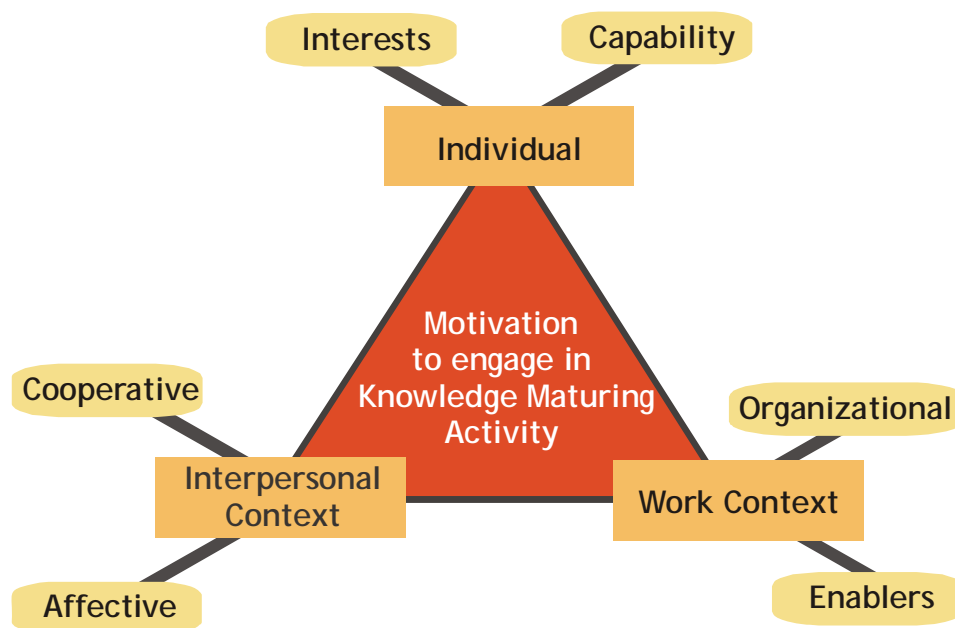 Interests
Capability
Individual
Motivation
to engage in
Knowledge Maturing
Activity
Cooperative
Organizational
Interpersonal
Context
Work Context
Affective
Enablers